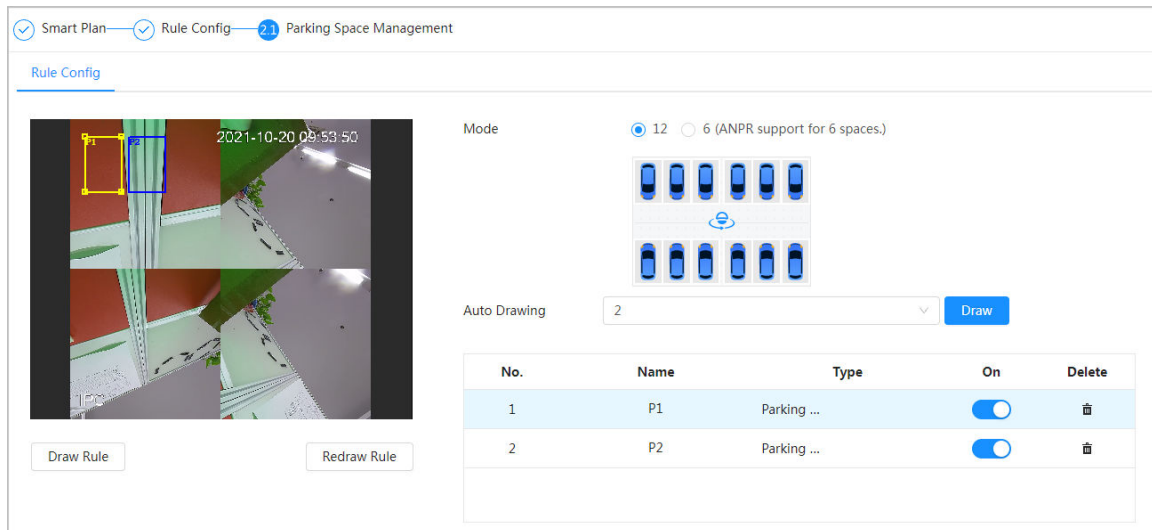 Smart Plan Rule Config 2.1 Parking Space Management
Rule Config
P1 P2 2021-10-20 09:53:50
IPC
Draw Rule Redraw Rule
Mode 12 6 (ANPR support for 6 spaces.)
Auto Drawing 2 Draw
No. Name Type On Delete
1 P1 Parking ...
2 P2 Parking ...